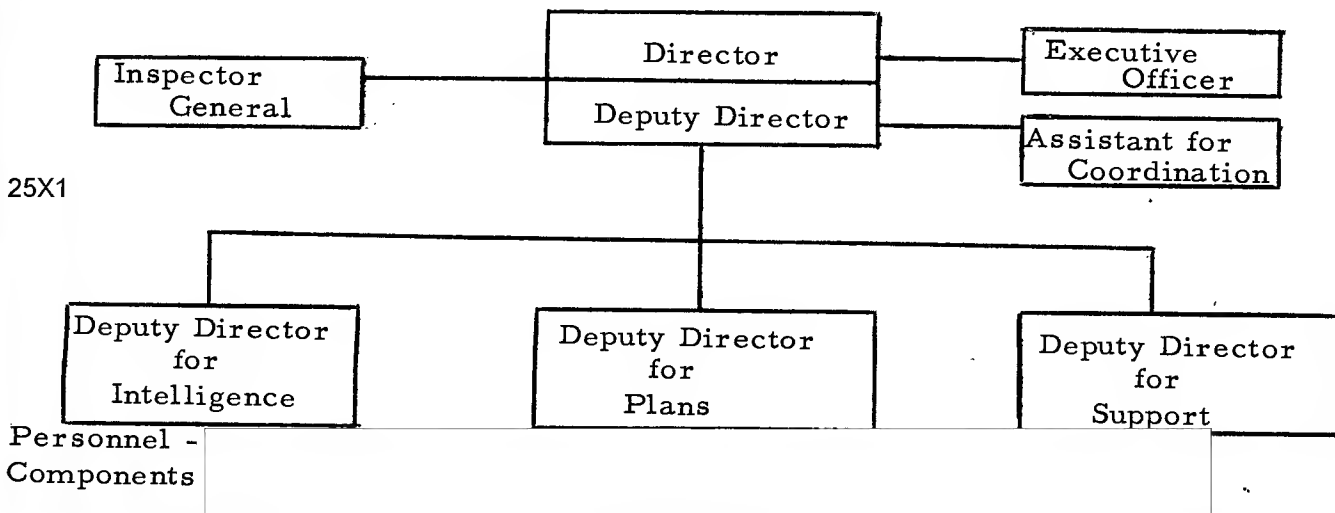 Director
Executive
Officer
Inspector
General
Deputy Director
Assistant for
Coordination
25X1
Deputy Director
for
Intelligence
Deputy Director
for
Plans
Deputy Director
for
Support
Personnel -
Components